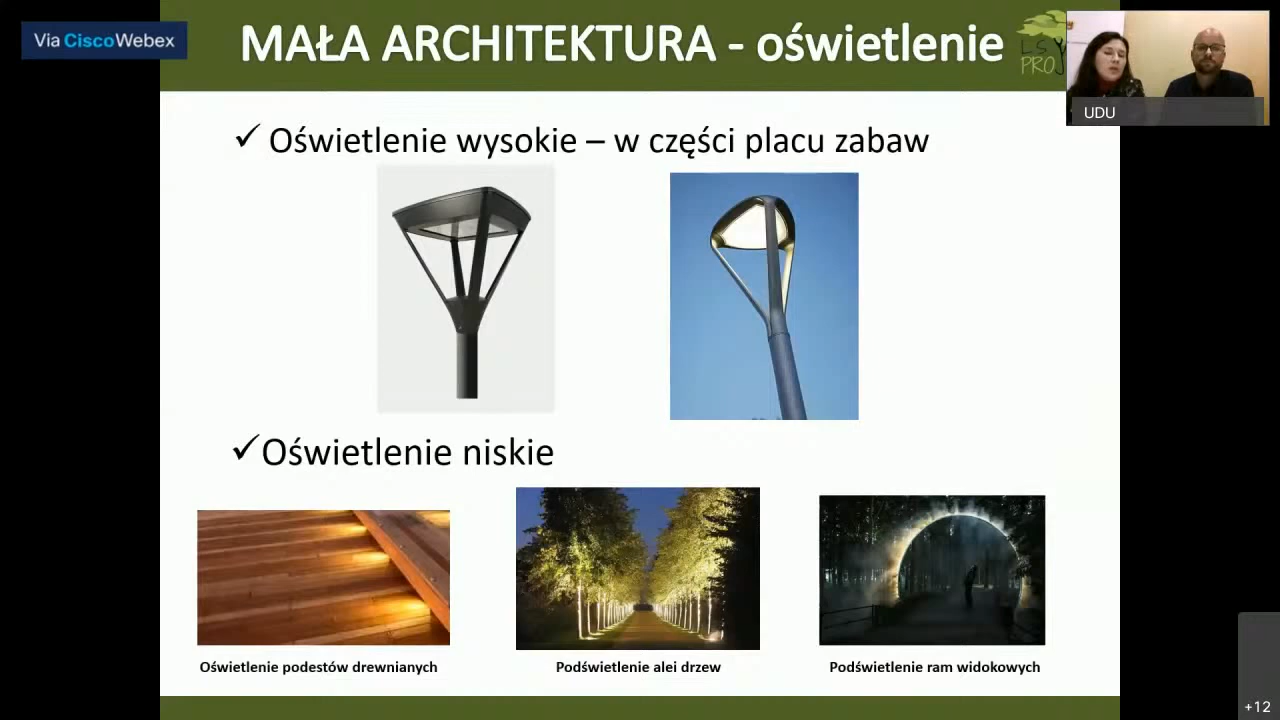 Via Cisco Webex
MAŁA ARCHITEKTURA - oświetlenie
LS
PROJ
UDU
✓ Oświetlenie wysokie – w części placu zabaw
✓Oświetlenie niskie
Oświetlenie podestów drewnianych
Podświetlenie alei drzew
Podświetlenie ram widokowych
+12